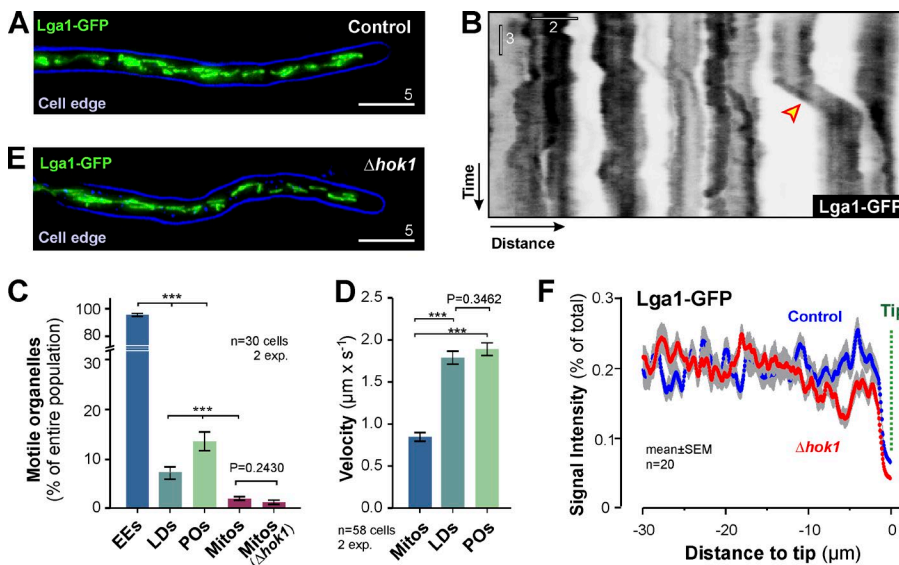 A
Lga1-GFP
Control
Cell edge
5
E
Lga1-GFP
Δhok1
Cell edge
5
B
3
2
Time
Lga1-GFP
Distance
C
Motile organelles
(% of entire population)
100
80
30
20
10
0
***
***
n=30 cells
2 exp.
P=0.2430
EEs
LDs
POs
Mitos
Mitos
(Δhok1)
D
Velocity (µm x s⁻¹)
2.5
2.0
1.5
1.0
0.5
0.0
P=0.3462
***
***
n=58 cells
2 exp.
Mitos
LDs
POs
F
Lga1-GFP
Signal Intensity (% of total)
0.3
0.2
0.1
0
Control
Tip
Δhok1
mean±SEM
n=20
-30
-20
-10
0
Distance to tip (µm)